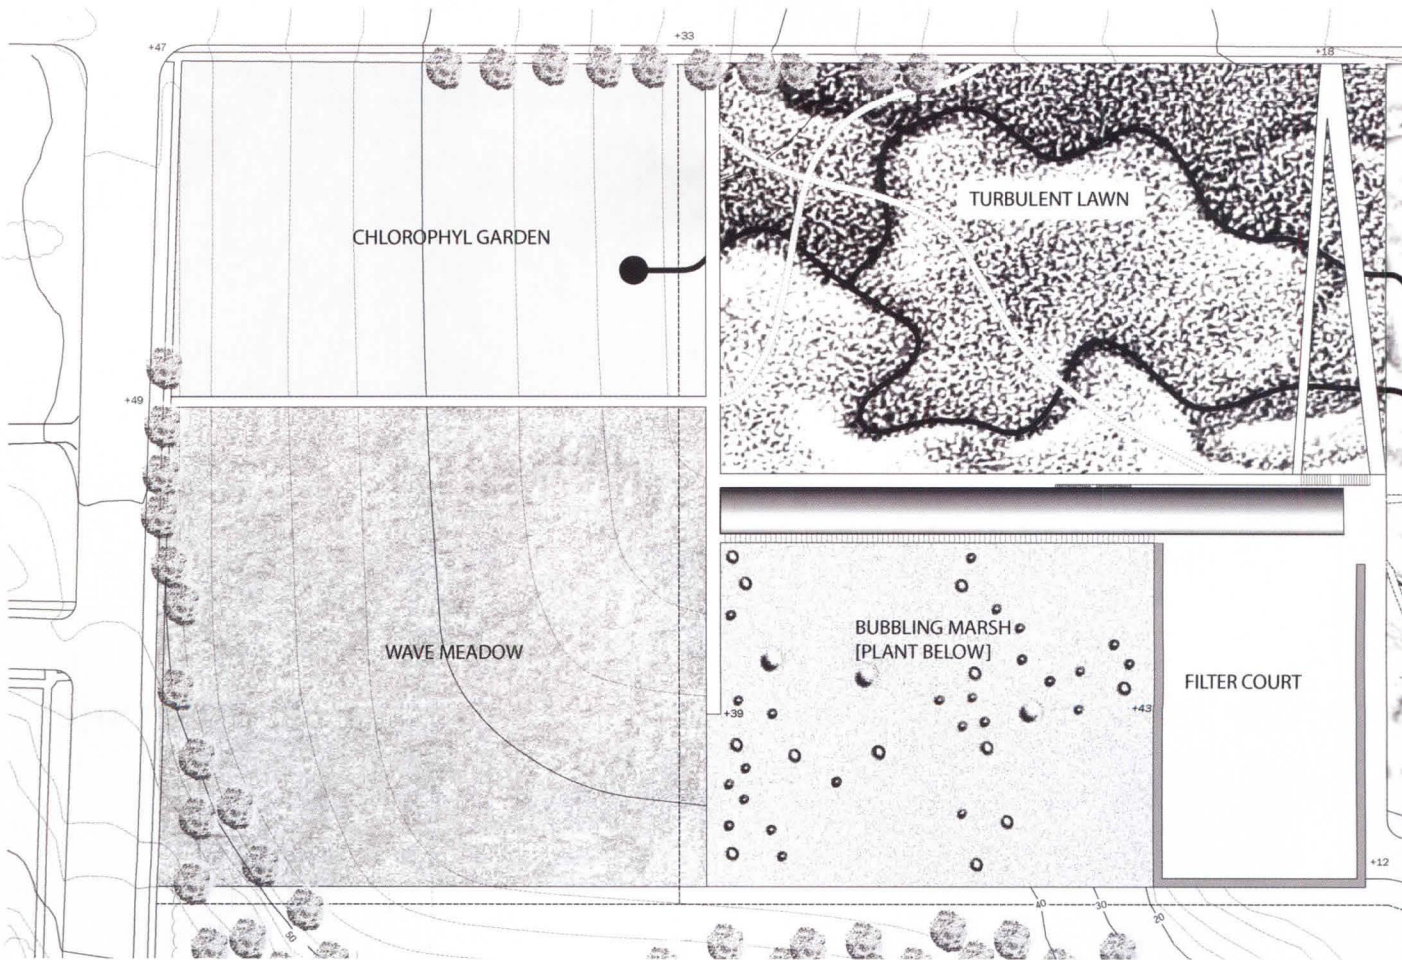 +47
+33
+18
TURBULENT LAWN
CHLOROPHYL GARDEN
+49
BUBBLING MARSH
[PLANT BELOW]
WAVE MEADOW
FILTER COURT
+39
+43
+12
40
30
20
50